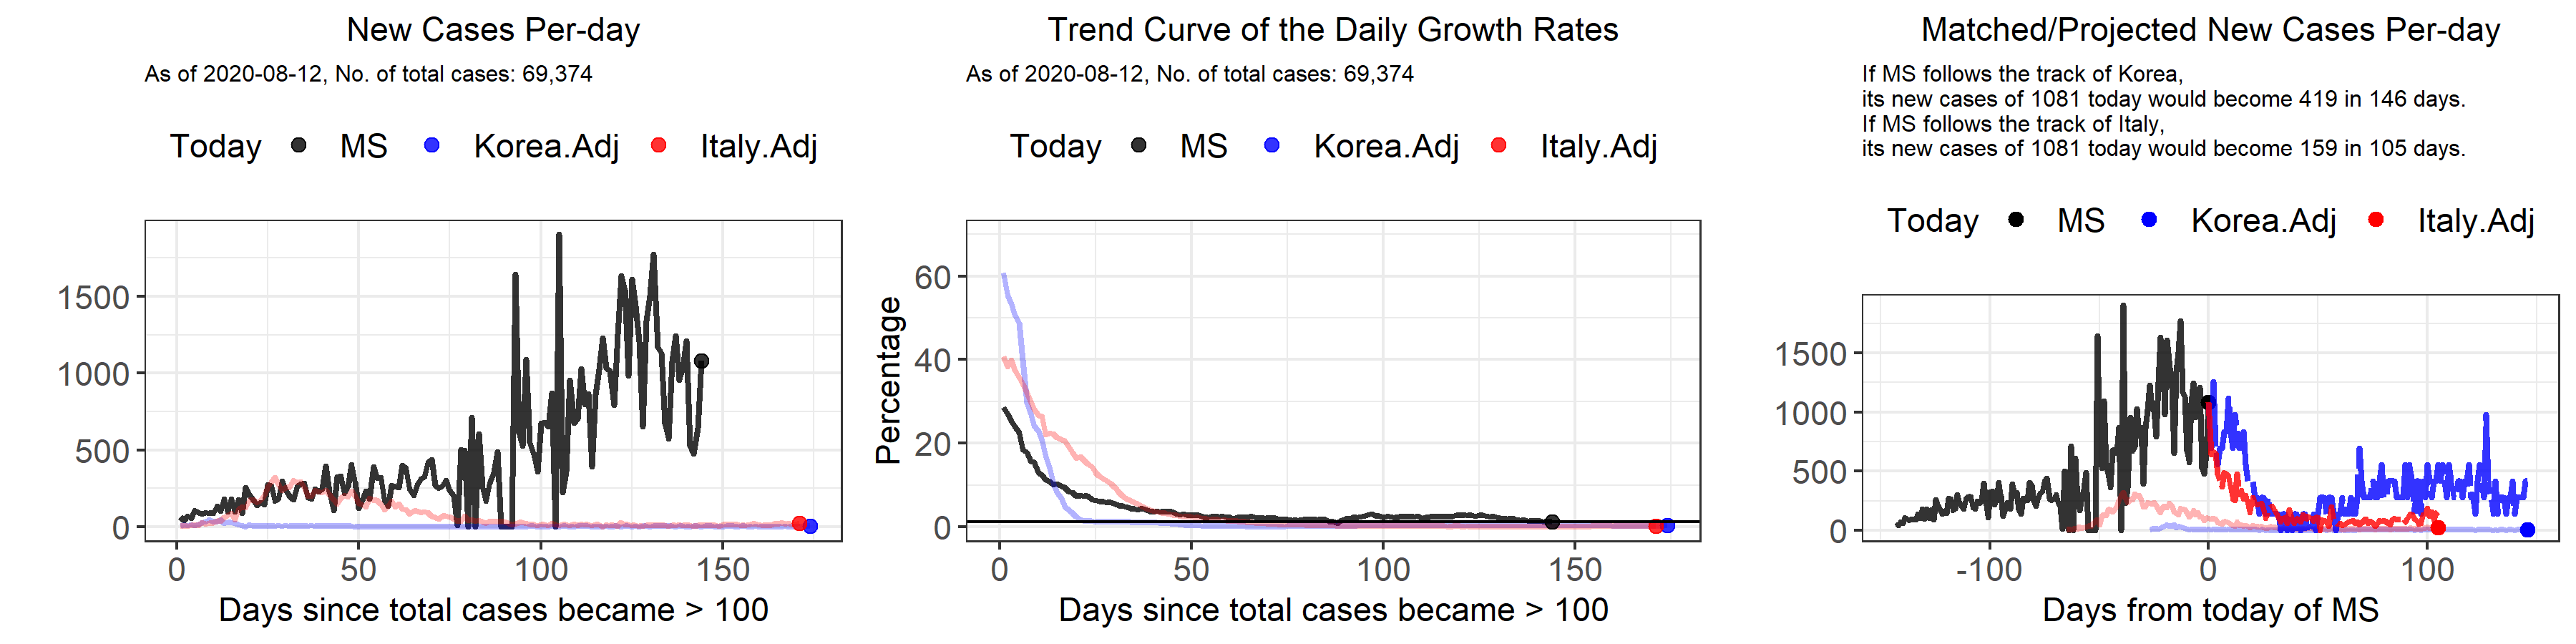 New Cases Per-day
As of 2020-08-12, No. of total cases: 69,374
Today MS Korea.Adj Italy.Adj
1500
1000
500
0
0 50 100 150
Days since total cases became > 100
Trend Curve of the Daily Growth Rates
As of 2020-08-12, No. of total cases: 69,374
Today MS Korea.Adj Italy.Adj
Percentage
60
40
20
0
0 50 100 150
Days since total cases became > 100
Matched/Projected New Cases Per-day
If MS follows the track of Korea,
its new cases of 1081 today would become 419 in 146 days.
If MS follows the track of Italy,
its new cases of 1081 today would become 159 in 105 days.
Today MS Korea.Adj Italy.Adj
1500
1000
500
0
-100 0 100
Days from today of MS